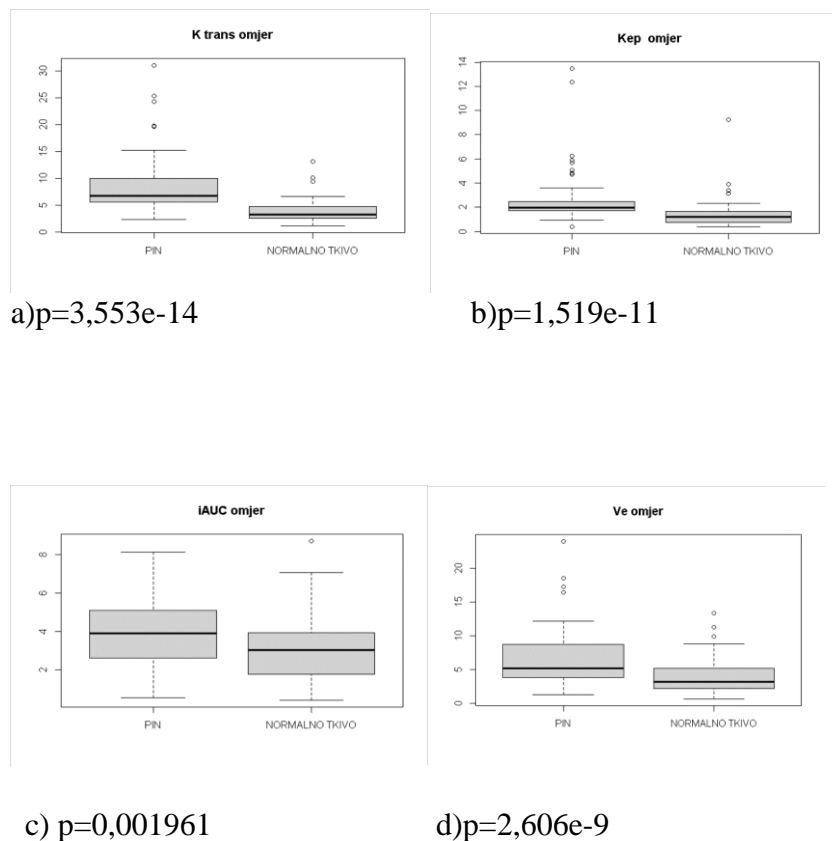 K trans omjer
30
25
20
15
10
5
0
PIN NORMALNO TKIVO
Kep omjer
14
12
10
8
6
4
2
0
PIN NORMALNO TKIVO
a)p=3,553e-14 b)p=1,519e-11
iAUC omjer
8
6
4
2
PIN NORMALNO TKIVO
Ve omjer
20
15
10
5
0
PIN NORMALNO TKIVO
c) p=0,001961 d)p=2,606e-9